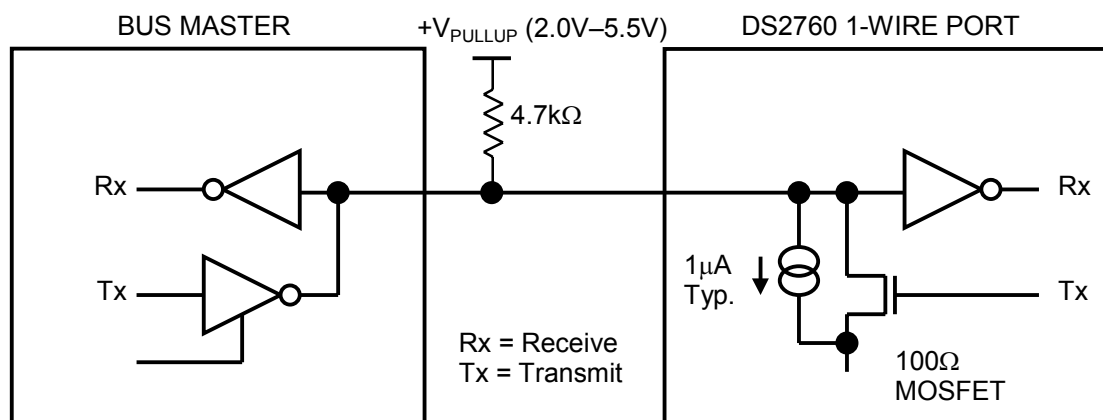 BUS MASTER
+VPULLUP (2.0V–5.5V)
DS2760 1-WIRE PORT
4.7kΩ
Rx
Rx
1μA
Typ.
Tx
Tx
Rx = Receive
Tx = Transmit
100Ω
MOSFET